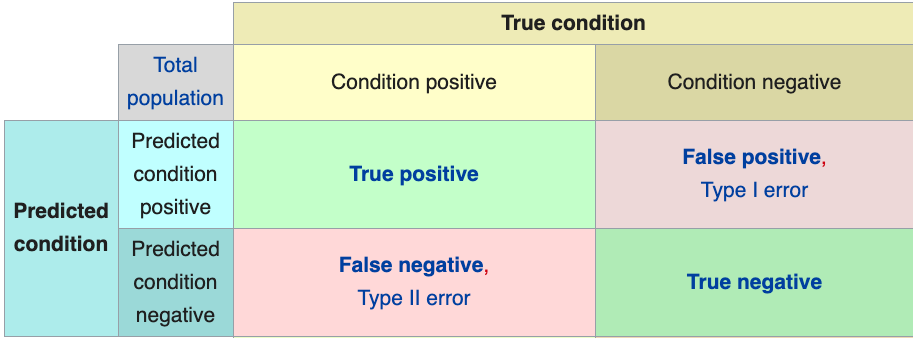 True condition
Total
population
Condition positive
Condition negative
Predicted
condition
Predicted
condition
positive
True positive
False positive,
Type I error
Predicted
condition
negative
False negative,
Type II error
True negative